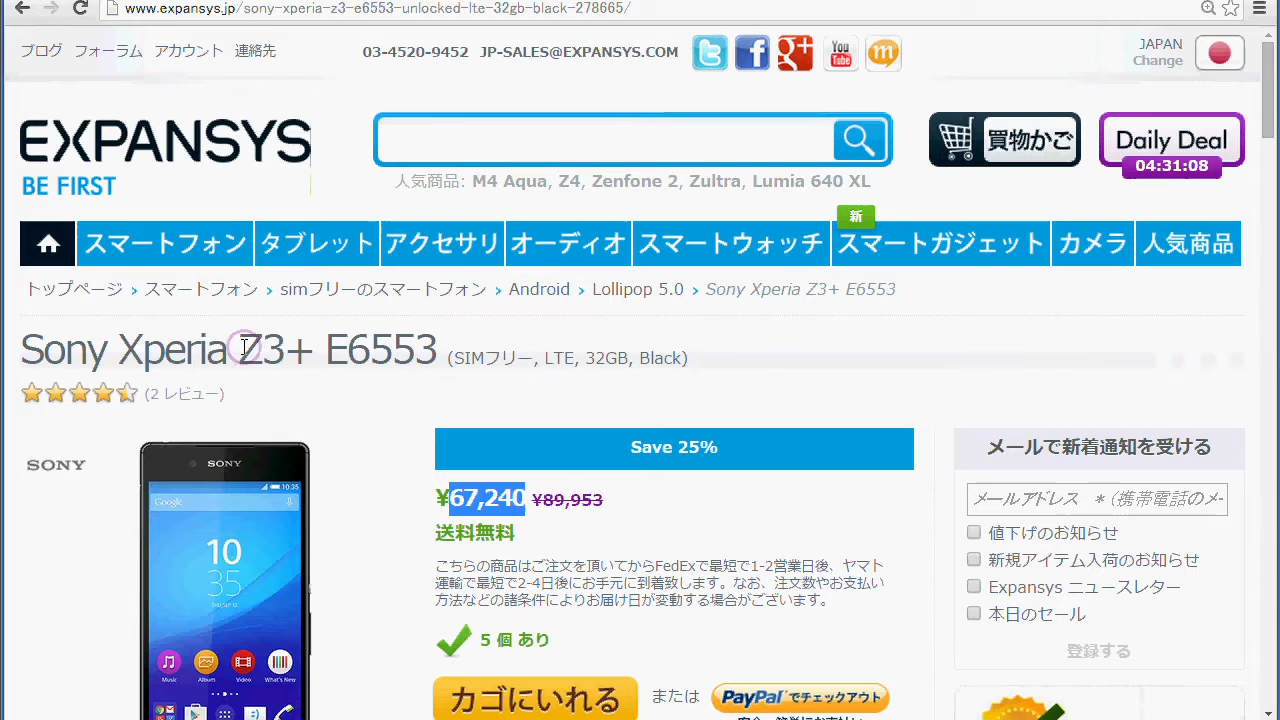 www.expansys.jp/sony-xperia-z3-e6553-unlocked-lte-32gb-black-278665/
ブログ フォーラム アカウント 連絡先
03-4520-9452 JP-SALES@EXPANSYS.COM
You Tube
m
JAPAN
Change
EXPANSYS
BE FIRST
買物かご
Daily Deal
04:31:08
人気商品: M4 Aqua, Z4, Zenfone 2, Zultra, Lumia 640 XL
新
スマートフォン タブレット アクセサリ オーディオ スマートウォッチ スマートガジェット カメラ 人気商品
トップページ › スマートフォン › simフリーのスマートフォン › Android › Lollipop 5.0 › Sony Xperia Z3+ E6553
Sony Xperia Z3+ E6553 (SIMフリー, LTE, 32GB, Black)
(2 レビュー)
SONY
SONY
10:35
Google
10
35
Music Album Video What's New
Save 25%
¥67,240 ¥89,953
送料無料
こちらの商品はご注文を頂いてからFedExで最短で1-2営業日後、ヤマト
運輸で最短で2-4日後にお手元に到着致します。なお、注文数やお支払い
方法などの諸条件によりお届け日が変動する場合がございます。
5 個 あり
カゴにいれる または PayPal でチェックアウト
メールで新着通知を受ける
メールアドレス *(携帯電話のメー
値下げのお知らせ
新規アイテム入荷のお知らせ
Expansys ニュースレター
本日のセール
登録する